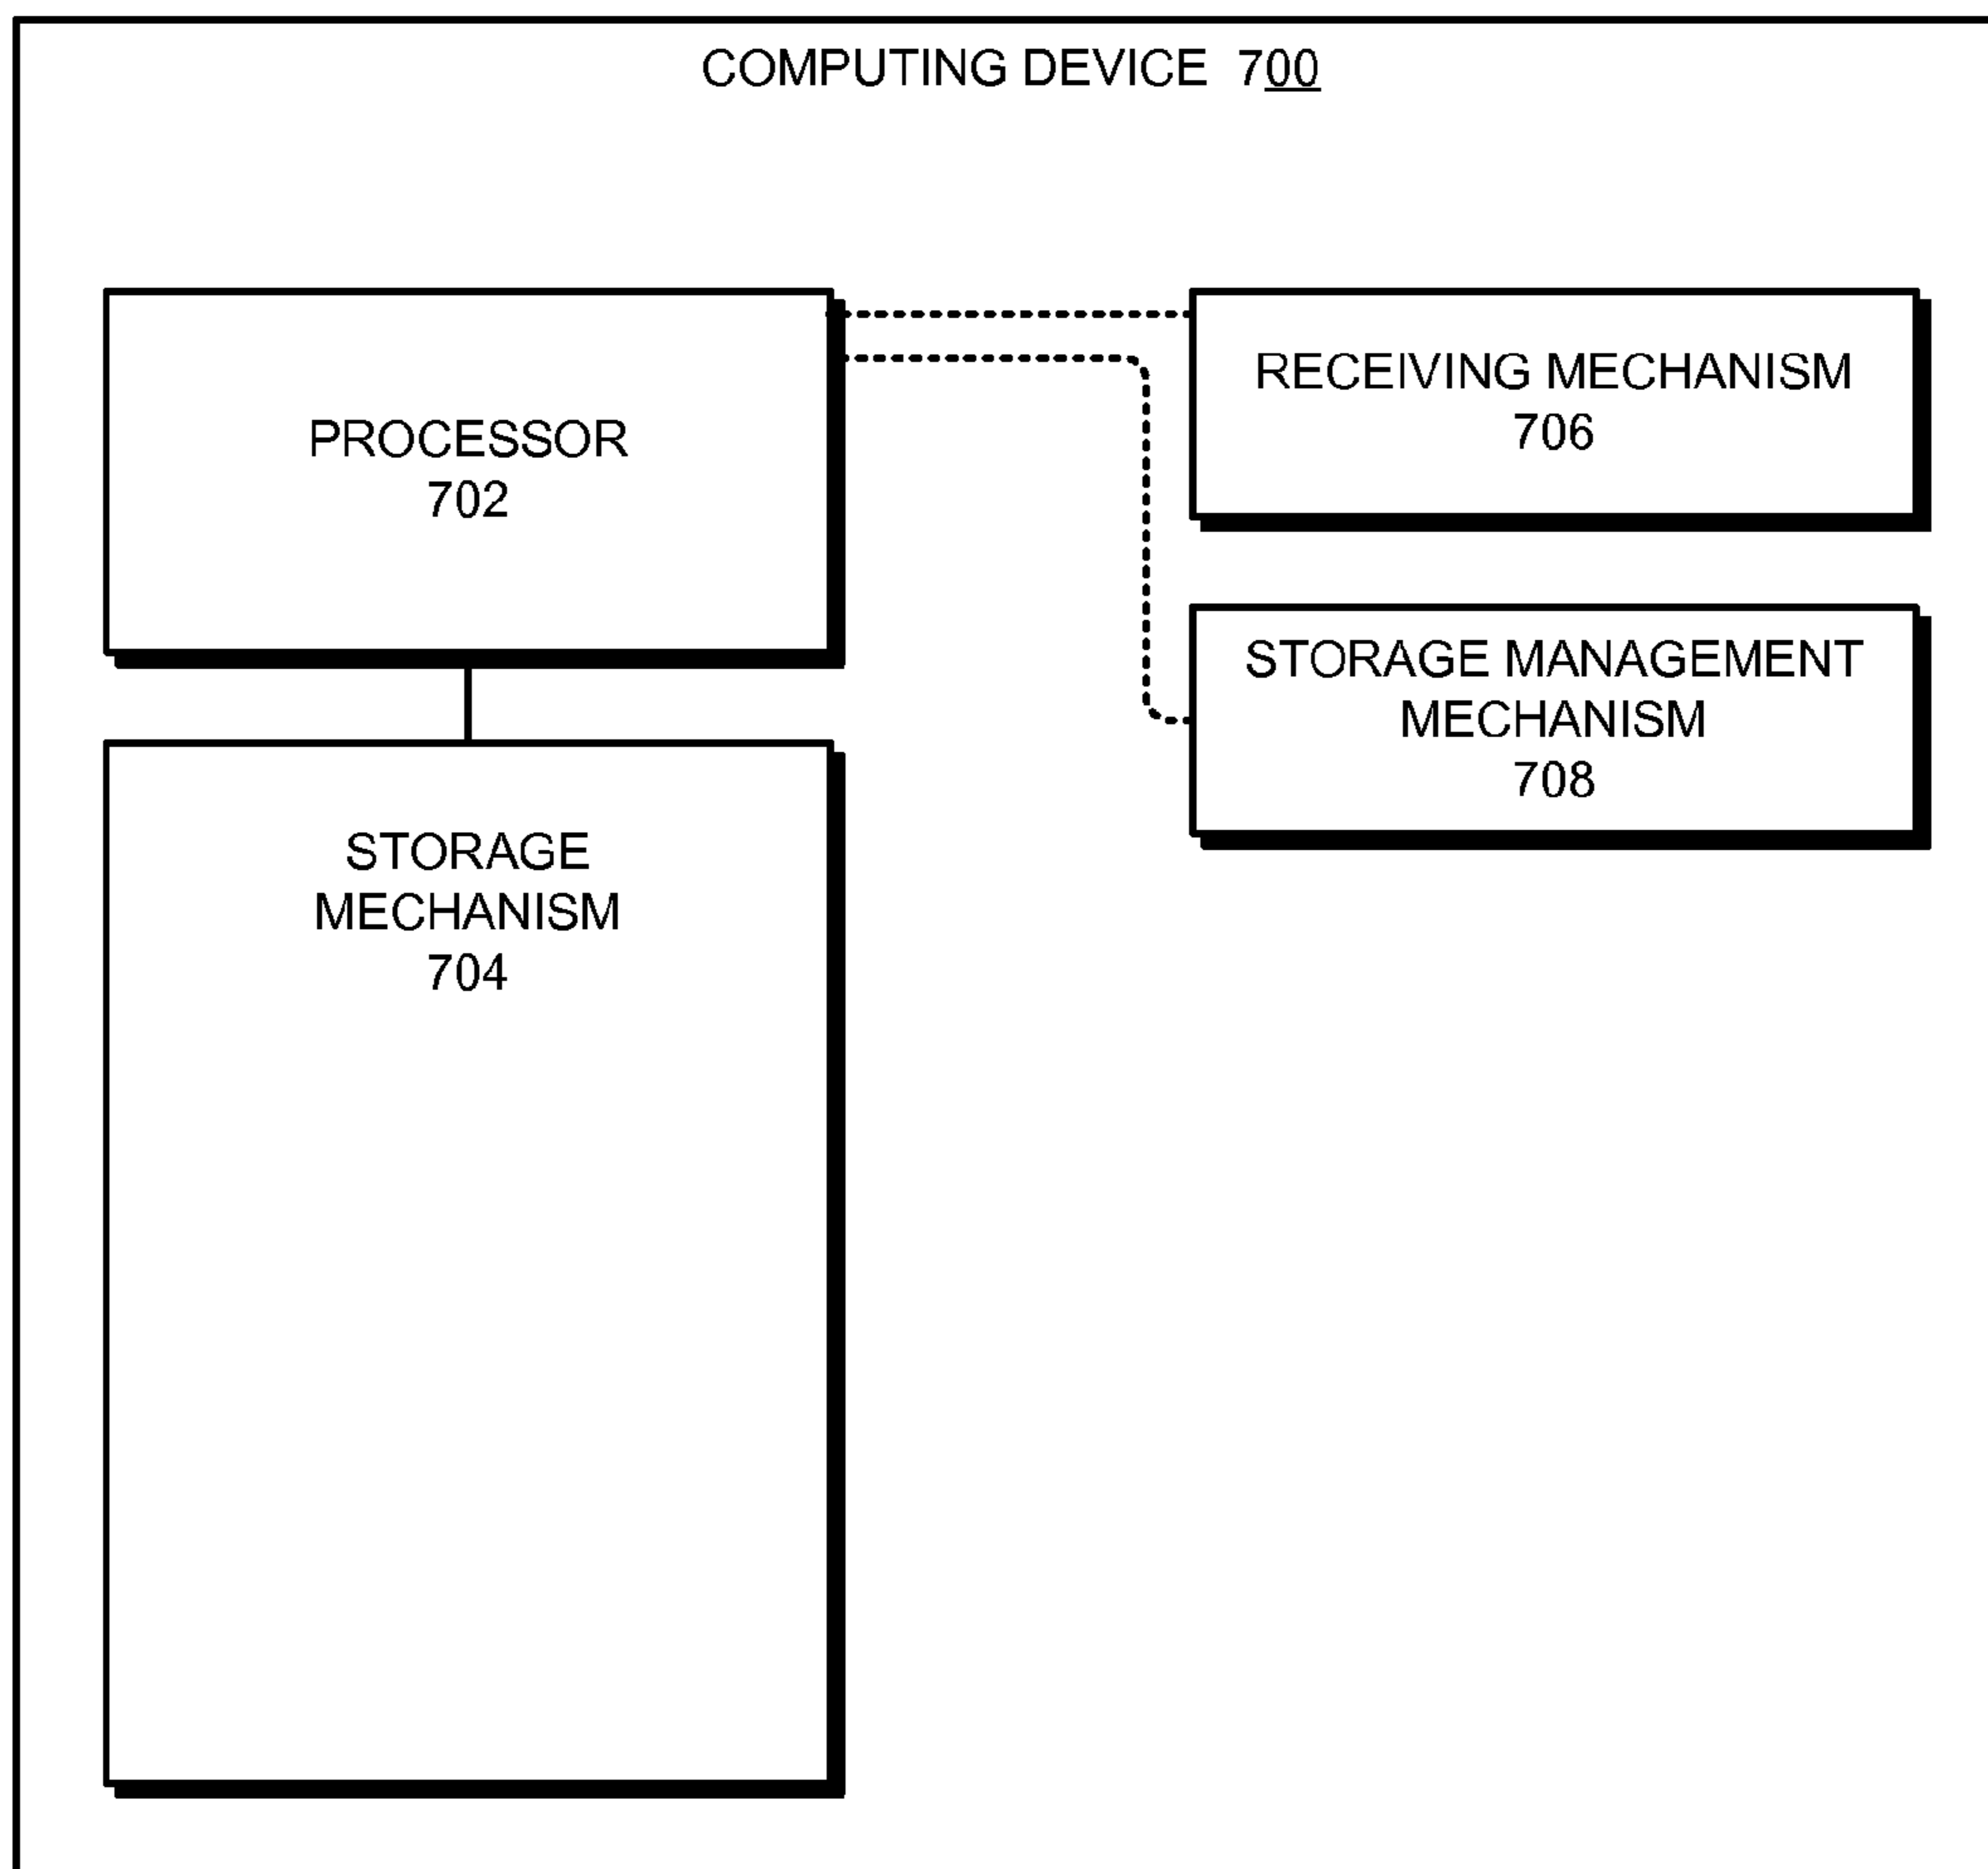 COMPUTING DEVICE 700
PROCESSOR
702
RECEIVING MECHANISM
706
STORAGE MANAGEMENT
MECHANISM
708
STORAGE
MECHANISM
704